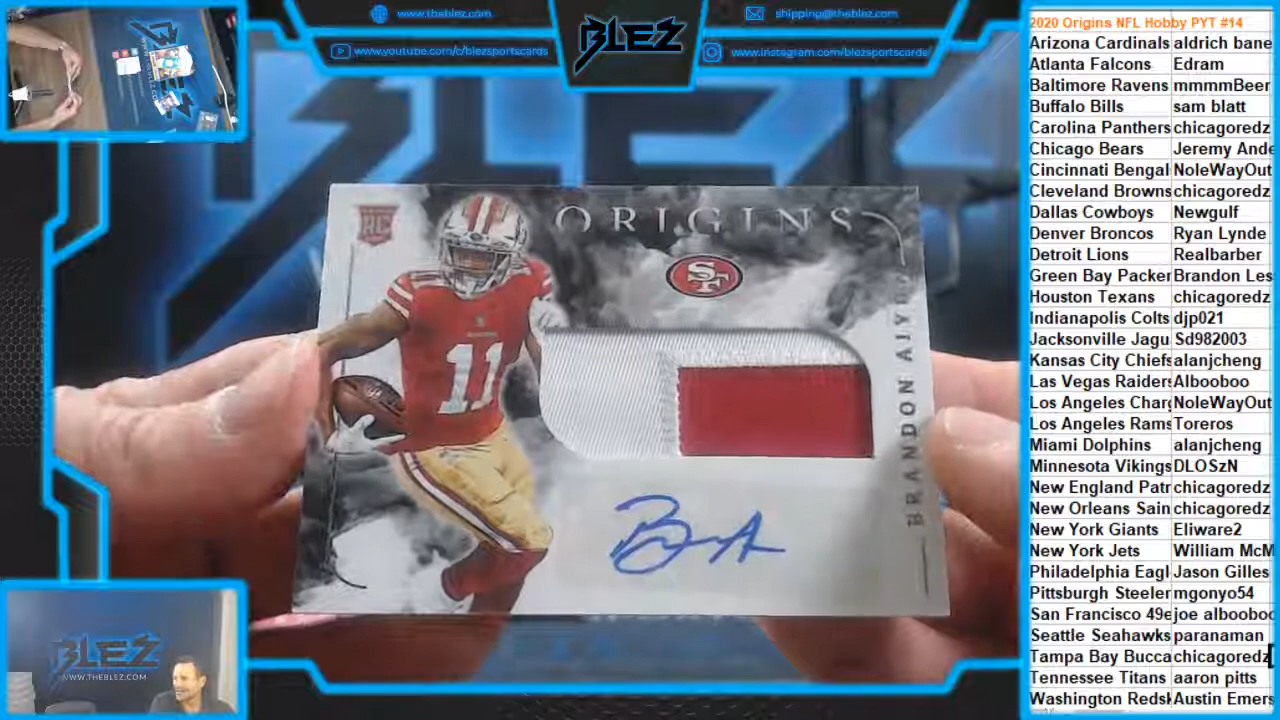 www.theblez.com
shipping@theblez.com
www.youtube.com/c/blezsportscards
BLEZ
www.instagram.com/blezsportscards
2020 Origins NFL Hobby PYT #14
Arizona Cardinals aldrich bane
Atlanta Falcons Edram
Baltimore Ravens mmmmBeer
Buffalo Bills sam blatt
Carolina Panthers chicagoredz
Chicago Bears Jeremy Ande
Cincinnati Bengal NoleWayOut
Cleveland Browns chicagoredz
Dallas Cowboys Newgulf
Denver Broncos Ryan Lynde
Detroit Lions Realbarber
Green Bay Packer Brandon Les
Houston Texans chicagoredz
Indianapolis Colts djp021
Jacksonville Jagu Sd982003
Kansas City Chiefs alanjcheng
Las Vegas Raiders Albooboo
Los Angeles Charg NoleWayOut
Los Angeles Rams Toreros
Miami Dolphins alanjcheng
Minnesota Vikings DLOSzN
New England Patr chicagoredz
New Orleans Sain chicagoredz
New York Giants Eliware2
New York Jets William McM
Philadelphia Eagl Jason Gilles
Pittsburgh Steeler mgonyo54
San Francisco 49e joe alboobo
Seattle Seahawks paranaman
Tampa Bay Bucca chicagoredz
Tennessee Titans aaron pitts
Washington Redsk Austin Emers
RC
ORIGINS
SF
11
BRANDON AIYU
BLEZ
WWW.THEBLEZ.COM